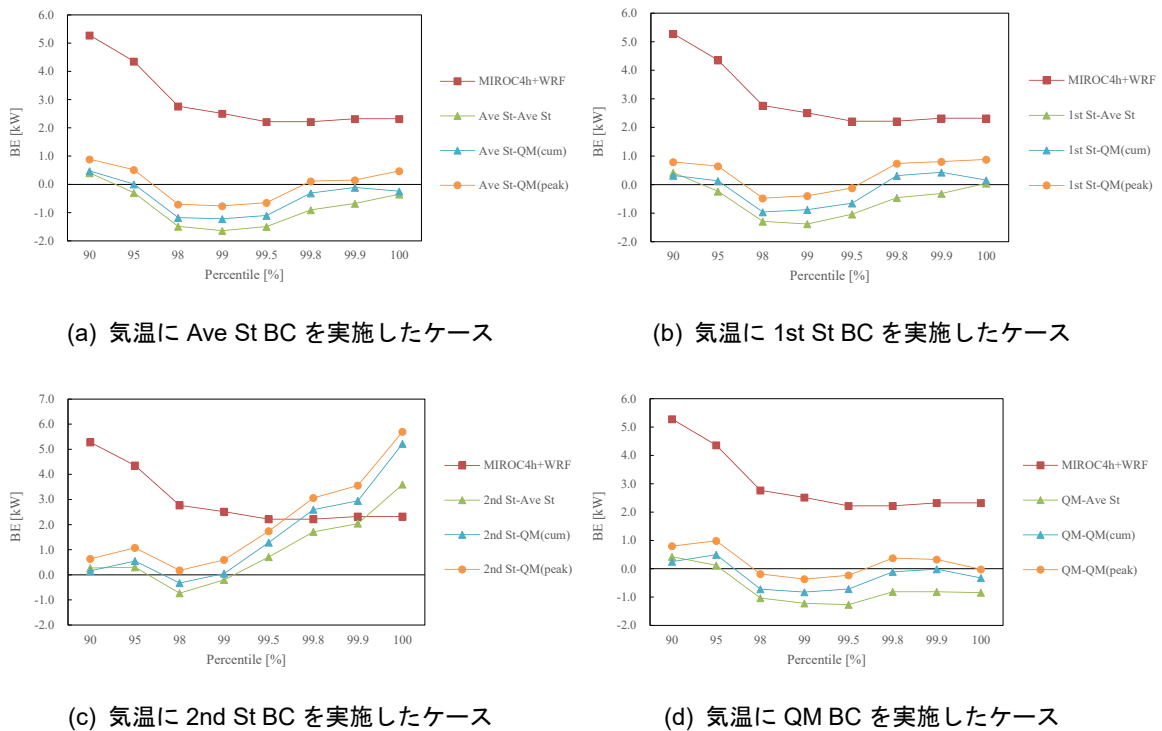 6.0
5.0
4.0
3.0
2.0
1.0
0.0
-1.0
-2.0
BE [kW]
90 95 98 99 99.5 99.8 99.9 100
Percentile [%]
MIROC4h+WRF
Ave St-Ave St
Ave St-QM(cum)
Ave St-QM(peak)
(a) 気温に Ave St BC を実施したケース
6.0
5.0
4.0
3.0
2.0
1.0
0.0
-1.0
-2.0
BE [kW]
90 95 98 99 99.5 99.8 99.9 100
Percentile [%]
MIROC4h+WRF
1st St-Ave St
1st St-QM(cum)
1st St-QM(peak)
(b) 気温に 1st St BC を実施したケース
7.0
6.0
5.0
4.0
3.0
2.0
1.0
0.0
-1.0
-2.0
BE [kW]
90 95 98 99 99.5 99.8 99.9 100
Percentile [%]
MIROC4h+WRF
2nd St-Ave St
2nd St-QM(cum)
2nd St-QM(peak)
(c) 気温に 2nd St BC を実施したケース
6.0
5.0
4.0
3.0
2.0
1.0
0.0
-1.0
-2.0
BE [kW]
90 95 98 99 99.5 99.8 99.9 100
Percentile [%]
MIROC4h+WRF
QM-Ave St
QM-QM(cum)
QM-QM(peak)
(d) 気温に QM BC を実施したケース